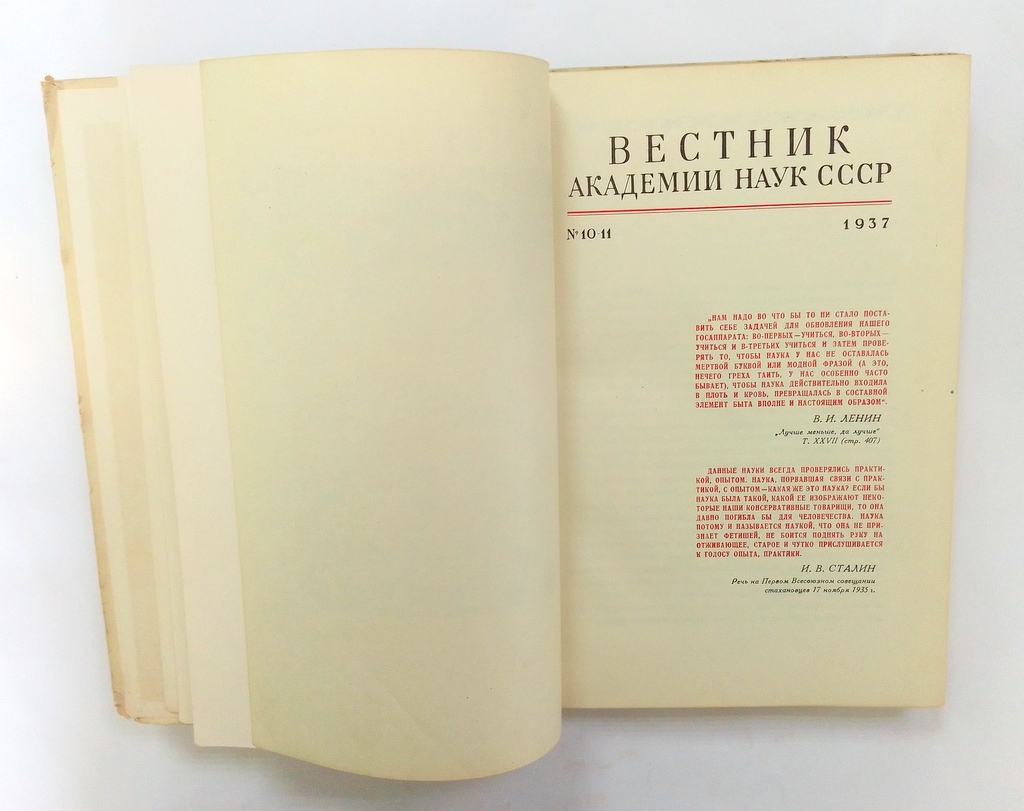 ВЕСТНИК
АКАДЕМИИ НАУК СССР
№ 10-11
1937
„НАМ НАДО ВО ЧТО БЫ ТО НИ СТАЛО ПОСТА-
ВИТЬ СЕБЕ ЗАДАЧЕЙ ДЛЯ ОБНОВЛЕНИЯ НАШЕГО
ГОСАППАРАТА: ВО-ПЕРВЫХ—УЧИТЬСЯ, ВО-ВТОРЫХ—
УЧИТЬСЯ И В-ТРЕТЬИХ УЧИТЬСЯ И ЗАТЕМ ПРОВЕ-
РЯТЬ ТО, ЧТОБЫ НАУКА У НАС НЕ ОСТАВАЛАСЬ
МЕРТВОЙ БУКВОЙ ИЛИ МОДНОЙ ФРАЗОЙ (А ЭТО,
НЕЧЕГО ГРЕХА ТАИТЬ, У НАС ОСОБЕННО ЧАСТО
БЫВАЕТ), ЧТОБЫ НАУКА ДЕЙСТВИТЕЛЬНО ВХОДИЛА
В ПЛОТЬ И КРОВЬ, ПРЕВРАЩАЛАСЬ В СОСТАВНОЙ
ЭЛЕМЕНТ БЫТА ВПОЛНЕ И НАСТОЯЩИМ ОБРАЗОМ“.
В. И. ЛЕНИН
„Лучше меньше, да лучше“
Т. XXVII (стр. 407)
ДАННЫЕ НАУКИ ВСЕГДА ПРОВЕРЯЛИСЬ ПРАКТИ-
КОЙ, ОПЫТОМ. НАУКА, ПОРВАВШАЯ СВЯЗИ С ПРАК-
ТИКОЙ, С ОПЫТОМ—КАКАЯ ЖЕ ЭТО НАУКА? ЕСЛИ БЫ
НАУКА БЫЛА ТАКОЙ, КАКОЙ ЕЕ ИЗОБРАЖАЮТ НЕКО-
ТОРЫЕ НАШИ КОНСЕРВАТИВНЫЕ ТОВАРИЩИ, ТО ОНА
ДАВНО ПОГИБЛА БЫ ДЛЯ ЧЕЛОВЕЧЕСТВА. НАУКА
ПОТОМУ И НАЗЫВАЕТСЯ НАУКОЙ, ЧТО ОНА НЕ ПРИ-
ЗНАЕТ ФЕТИШЕЙ, НЕ БОИТСЯ ПОДНЯТЬ РУКУ НА
ОТЖИВАЮЩЕЕ, СТАРОЕ И ЧУТКО ПРИСЛУШИВАЕТСЯ
К ГОЛОСУ ОПЫТА, ПРАКТИКИ.
И. В. СТАЛИН
Речь на Первом Всесоюзном совещании
стахановцев 17 ноября 1935 г.